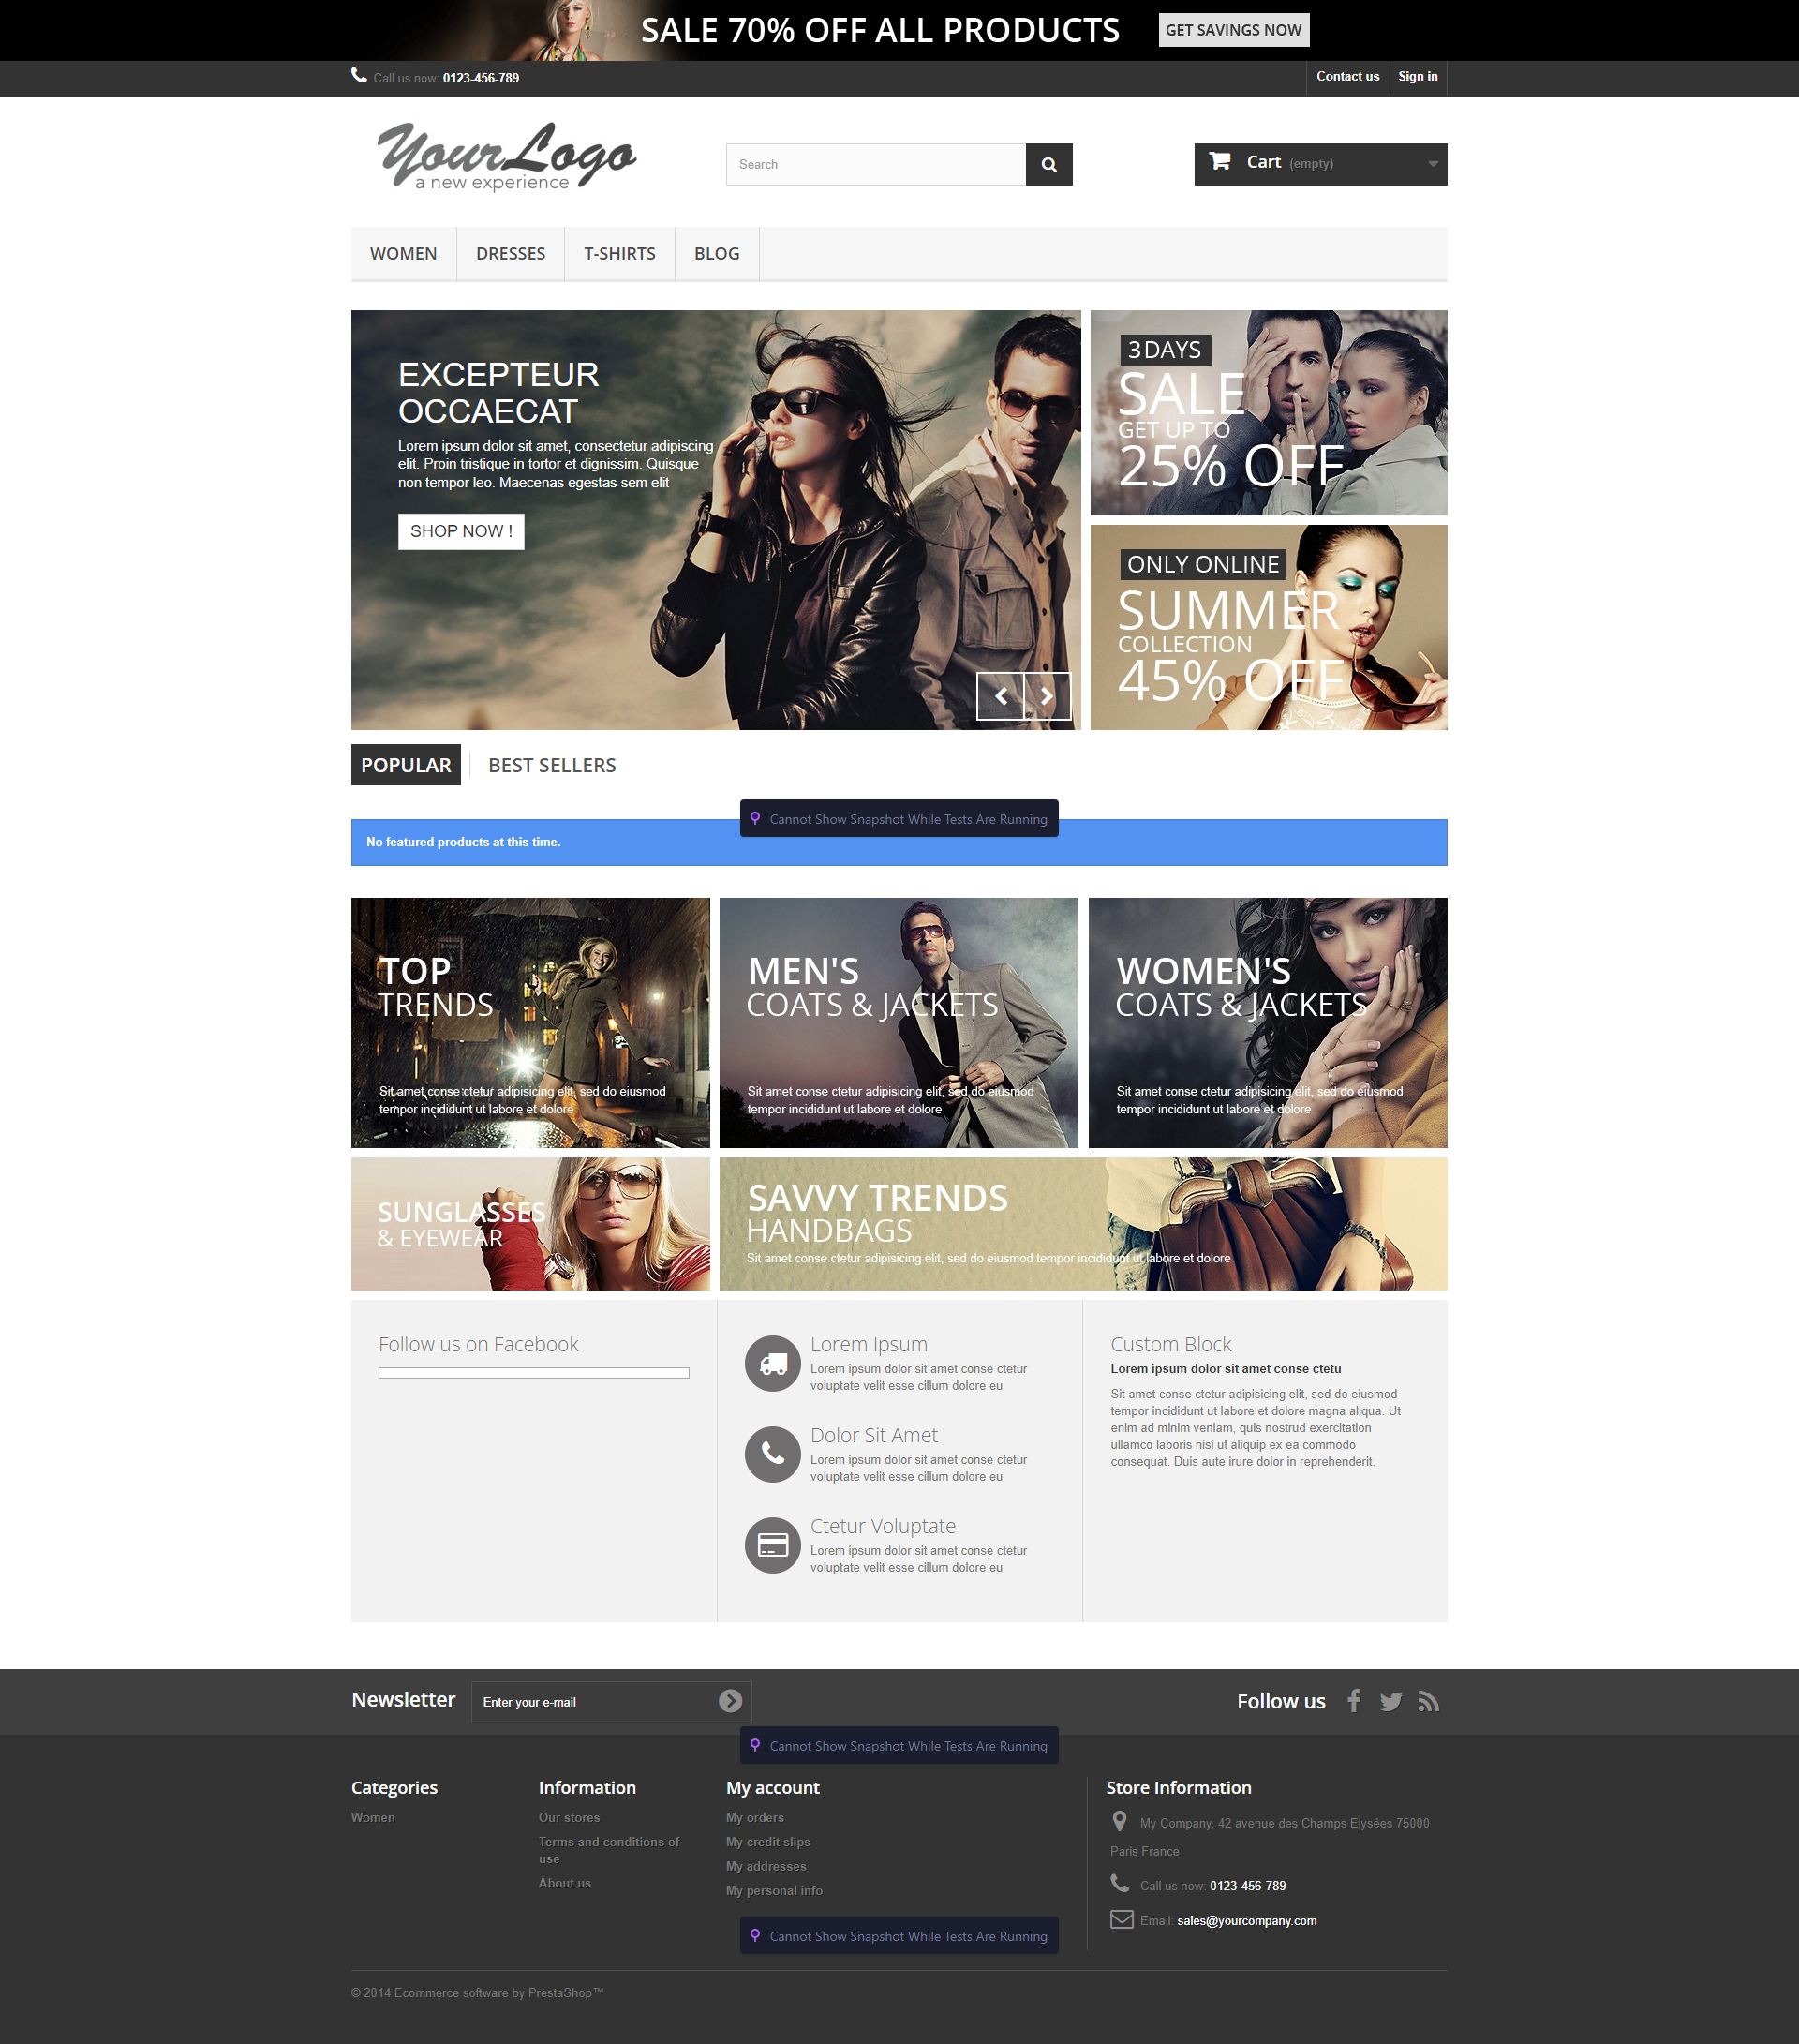 SALE 70% OFF ALL PRODUCTS
GET SAVINGS NOW
Call us now: 0123-456-789
Contact us
Sign in
YourLogo
a new experience
Search
Cart (empty)
WOMEN
DRESSES
T-SHIRTS
BLOG
EXCEPTEUR
OCCAECAT
Lorem ipsum dolor sit amet, consectetur adipiscing
elit. Proin tristique in tortor et dignissim. Quisque
non tempor leo. Maecenas egestas sem elit
SHOP NOW !
3 DAYS
SALE
GET UP TO
25% OFF
ONLY ONLINE
SUMMER
COLLECTION
45% OFF
POPULAR
BEST SELLERS
Cannot Show Snapshot While Tests Are Running
No featured products at this time.
TOP
TRENDS
Sit amet conse ctetur adipisicing elit, sed do eiusmod
tempor incididunt ut labore et dolore
MEN'S
COATS & JACKETS
Sit amet conse ctetur adipisicing elit, sed do eiusmod
tempor incididunt ut labore et dolore
WOMEN'S
COATS & JACKETS
Sit amet conse ctetur adipisicing elit, sed do eiusmod
tempor incididunt ut labore et dolore
SUNGLASSES
& EYEWEAR
SAVVY TRENDS
HANDBAGS
Sit amet conse ctetur adipisicing elit, sed do eiusmod tempor incididunt ut labore et dolore
Follow us on Facebook
Lorem Ipsum
Lorem ipsum dolor sit amet conse ctetur
voluptate velit esse cillum dolore eu
Dolor Sit Amet
Lorem ipsum dolor sit amet conse ctetur
voluptate velit esse cillum dolore eu
Ctetur Voluptate
Lorem ipsum dolor sit amet conse ctetur
voluptate velit esse cillum dolore eu
Custom Block
Lorem ipsum dolor sit amet conse ctetu
Sit amet conse ctetur adipisicing elit, sed do eiusmod
tempor incididunt ut labore et dolore magna aliqua. Ut
enim ad minim veniam, quis nostrud exercitation
ullamco laboris nisi ut aliquip ex ea commodo
consequat. Duis aute irure dolor in reprehenderit.
Newsletter
Enter your e-mail
Follow us
Cannot Show Snapshot While Tests Are Running
Categories
Women
Information
Our stores
Terms and conditions of
use
About us
My account
My orders
My credit slips
My addresses
My personal info
Store Information
My Company, 42 avenue des Champs Elysées 75000
Paris France
Call us now: 0123-456-789
Email: sales@yourcompany.com
Cannot Show Snapshot While Tests Are Running
© 2014 Ecommerce software by PrestaShop™